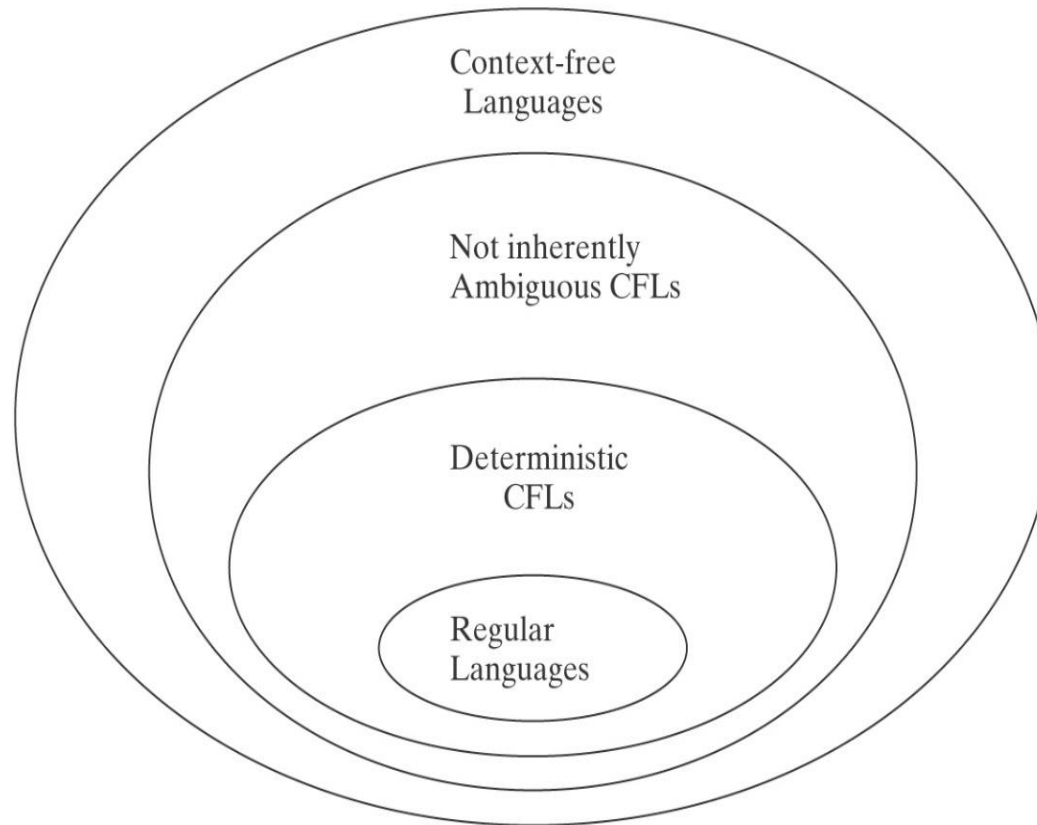 Context-free
Languages
Not inherently
Ambiguous CFLs
Deterministic
CFLs
Regular
Languages